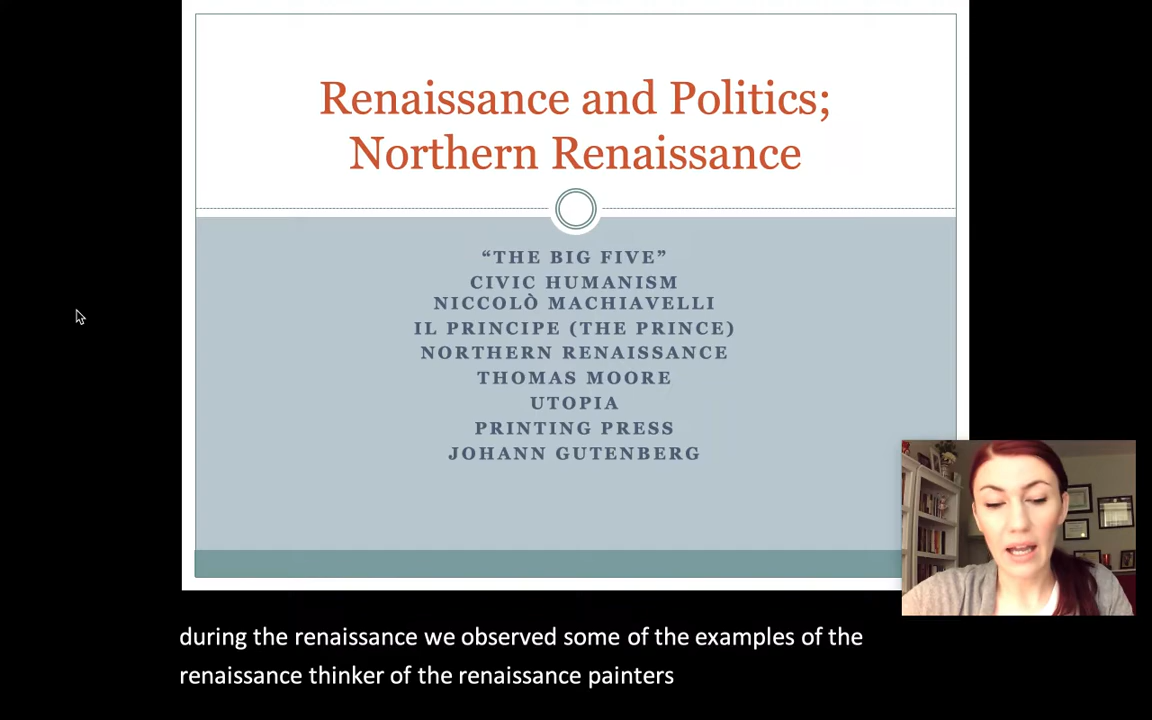 Renaissance and Politics;
Northern Renaissance
“THE BIG FIVE”
CIVIC HUMANISM
NICCOLÒ MACHIAVELLI
IL PRINCIPE (THE PRINCE)
NORTHERN RENAISSANCE
THOMAS MOORE
UTOPIA
PRINTING PRESS
JOHANN GUTENBERG
during the renaissance we observed some of the examples of the
renaissance thinker of the renaissance painters